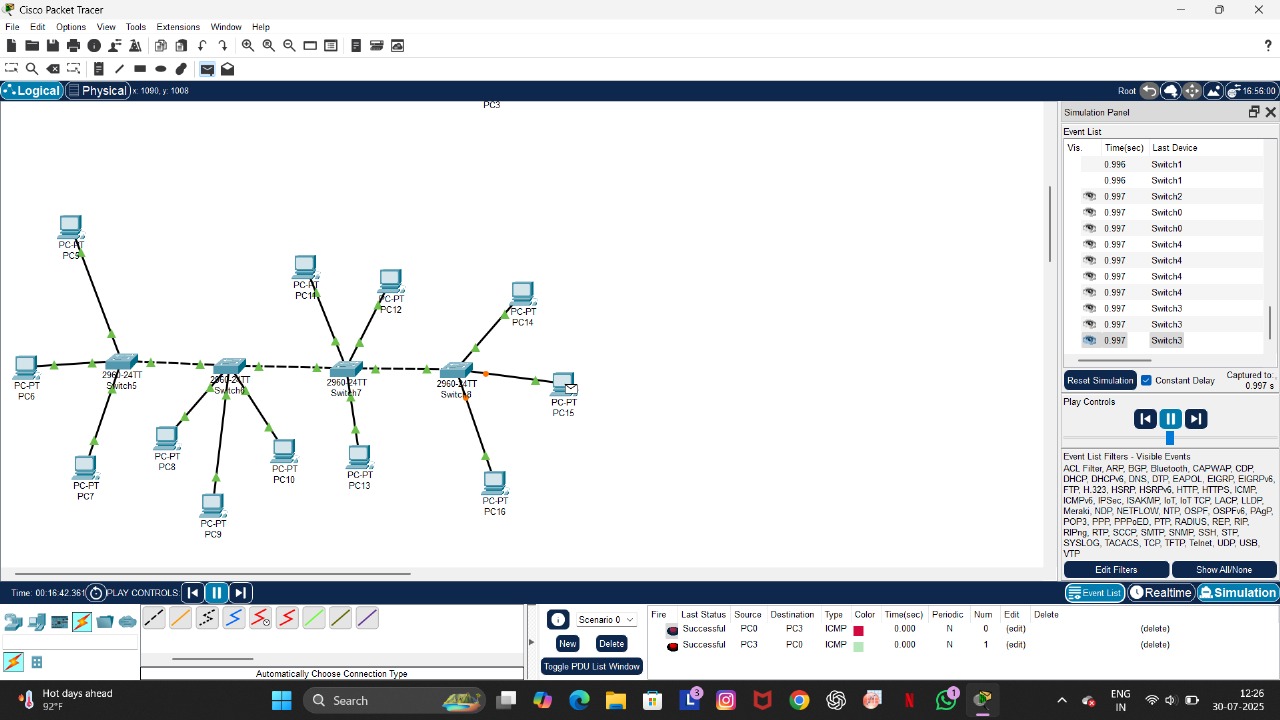 Cisco Packet Tracer
File Edit Options View Tools Extensions Window Help
Logical Physical x: 1090, y: 1008 Root 16:56:00
PC3
PC-PT
PC5
PC-PT
PC6
PC-PT
PC7
2960-24TT
Switch5
PC-PT
PC8
PC-PT
PC9
PC-PT
PC10
2960-24TT
PC-PT
PC11
PC-PT
PC12
2960-24TT
Switch7
PC-PT
PC13
PC-PT
PC14
2960-24TT
Switch8
PC-PT
PC15
PC-PT
PC16
Simulation Panel
Event List
Vis. Time(sec) Last Device
0.996 Switch1
0.996 Switch1
0.997 Switch2
0.997 Switch0
0.997 Switch0
0.997 Switch4
0.997 Switch4
0.997 Switch4
0.997 Switch4
0.997 Switch3
0.997 Switch3
0.997 Switch3
Reset Simulation Constant Delay Captured to:
0.997 s
Play Controls
Event List Filters - Visible Events
ACL Filter, ARP, BGP, Bluetooth, CAPWAP, CDP,
DHCP, DHCPv6, DNS, DTP, EAPOL, EIGRP, EIGRPv6,
FTP, H.323, HSRP, HSRPv6, HTTP, HTTPS, ICMP,
ICMPv6, IPSec, ISAKMP, IoT, IoT TCP, LACP, LLDP,
Meraki, NDP, NETFLOW, NTP, OSPF, OSPFv6, PAgP,
POP3, PPP, PPPoED, PTP, RADIUS, REP, RIP,
RIPng, RTP, SCCP, SMTP, SNMP, SSH, STP,
SYSLOG, TACACS, TCP, TFTP, Telnet, UDP, USB,
VTP
Edit Filters Show All/None
Time: 00:16:42.361 PLAY CONTROLS: Event List Realtime Simulation
Scenario 0
New Delete
Toggle PDU List Window
Fire Last Status Source Destination Type Color Time(sec) Periodic Num Edit Delete
Successful PC0 PC3 ICMP 0.000 N 0 (edit) (delete)
Successful PC3 PC0 ICMP 0.000 N 1 (edit) (delete)
Automatically Choose Connection Type
Hot days ahead
92°F
Search
3
1
ENG
IN
12:26
30-07-2025